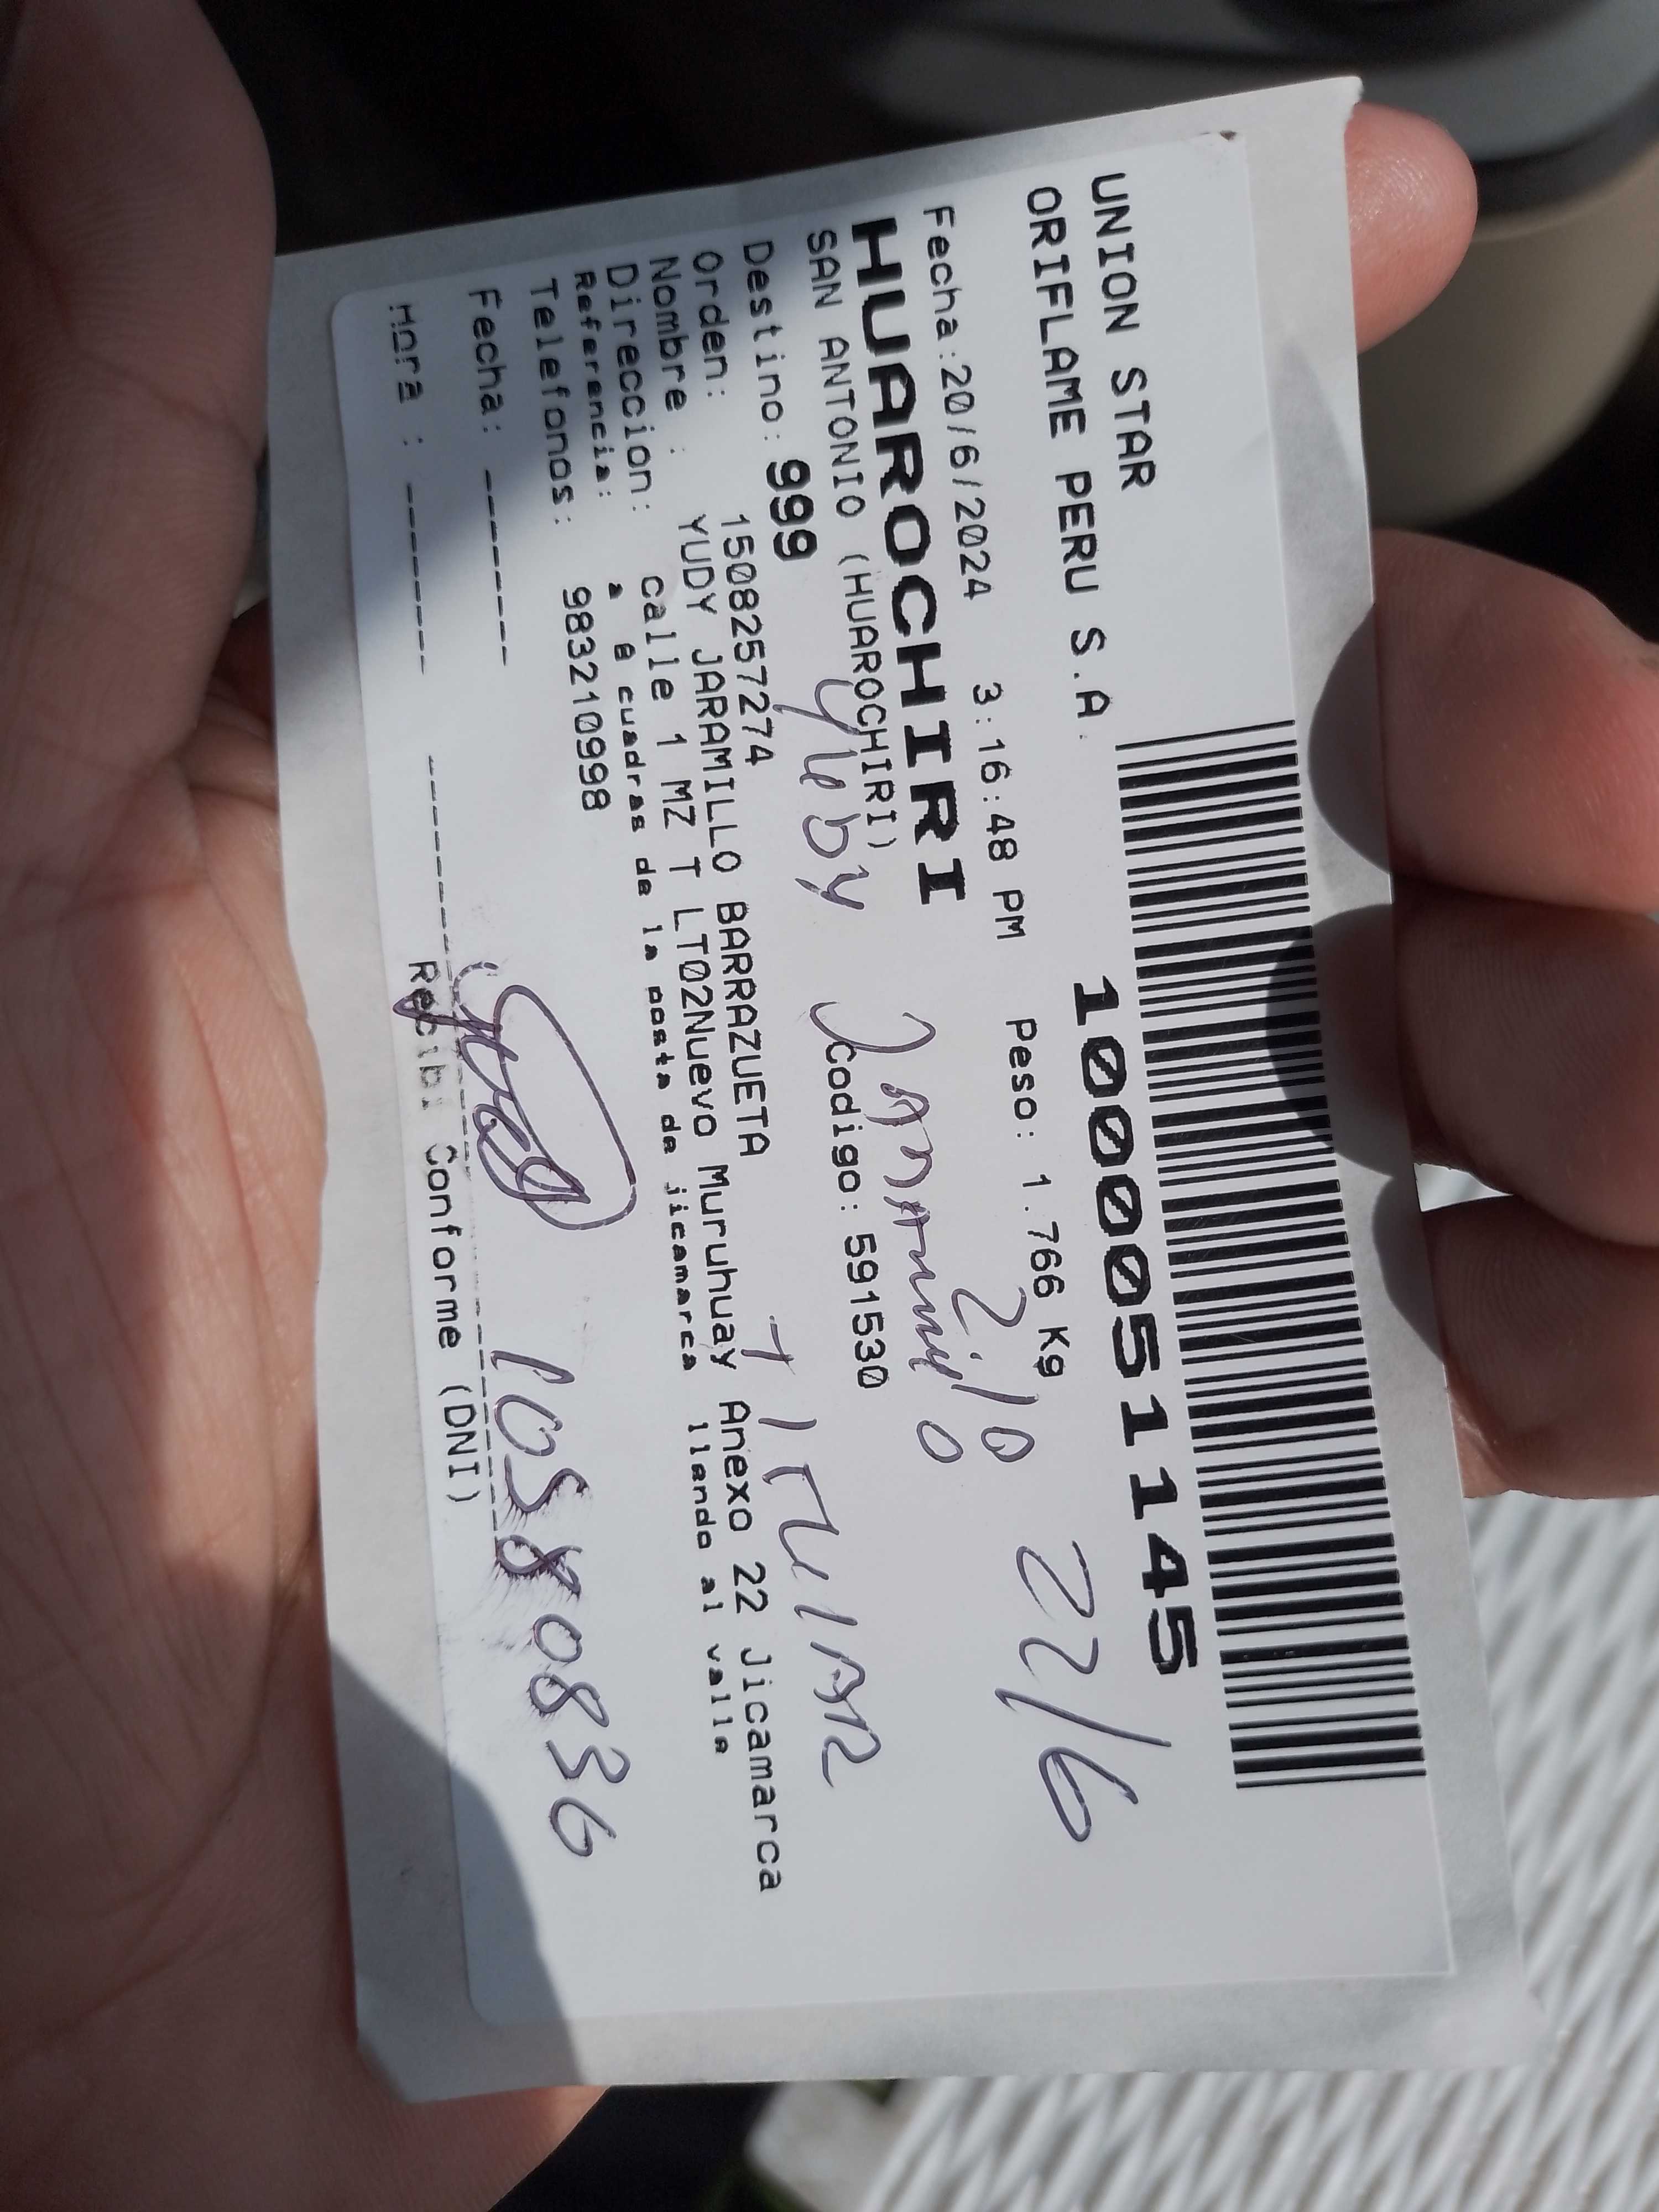 UNION STAR
ORIFLAME PERU S.A.
1000051145
Fecha:20/6/2024 3:16:48 PM Peso: 1.766 Kg
22/6
HUAROCHIRI
SAN ANTONIO (HUAROCHIRI)
Yudy Jaramillo
Destino: 999 Codigo: 591530
TITULAR
Orden: 1508257274
Nombre : YUDY JARAMILLO BARRAZUETA
Direccion: calle 1 MZ T LT02Nuevo Muruhuay Anexo 22 Jicamarca
Referencia: a 8 cuadras de la posta de jicamarca llendo al valle
Telefonos: 983210998
Fecha: -------
10580836
Hora : --------
Recibi Conforme (DNI)